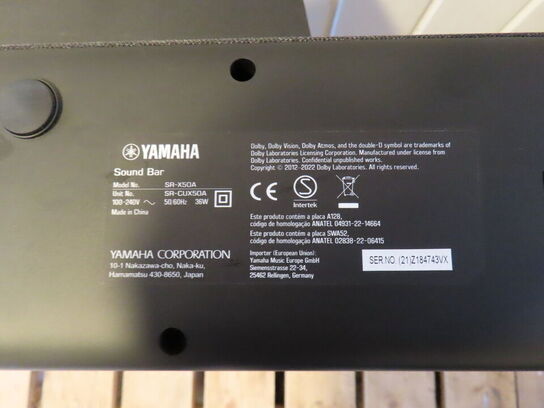 YAMAHA
Sound Bar
Model No. SR-X50A
Unit No. SR-CUX50A
100-240V ~ 50/60Hz 36W
Made in China
YAMAHA CORPORATION
10-1 Nakazawa-cho, Naka-ku,
Hamamatsu 430-8650, Japan
Dolby, Dolby Vision, Dolby Atmos, and the double-D symbol are trademarks of
Dolby Laboratories Licensing Corporation. Manufactured under license from
Dolby Laboratories. Confidential unpublished works.
Copyright © 2012-2022 Dolby Laboratories. All rights reserved.
CE
S
Intertek
Este produto contém a placa A128,
código de homologação ANATEL 04931-22-14664
Este produto contém a placa SWA52,
código de homologação ANATEL 02838-22-06415
Importer (European Union):
Yamaha Music Europe GmbH
Siemensstrasse 22-34,
25462 Rellingen, Germany
SER NO. (21)Z184743VX